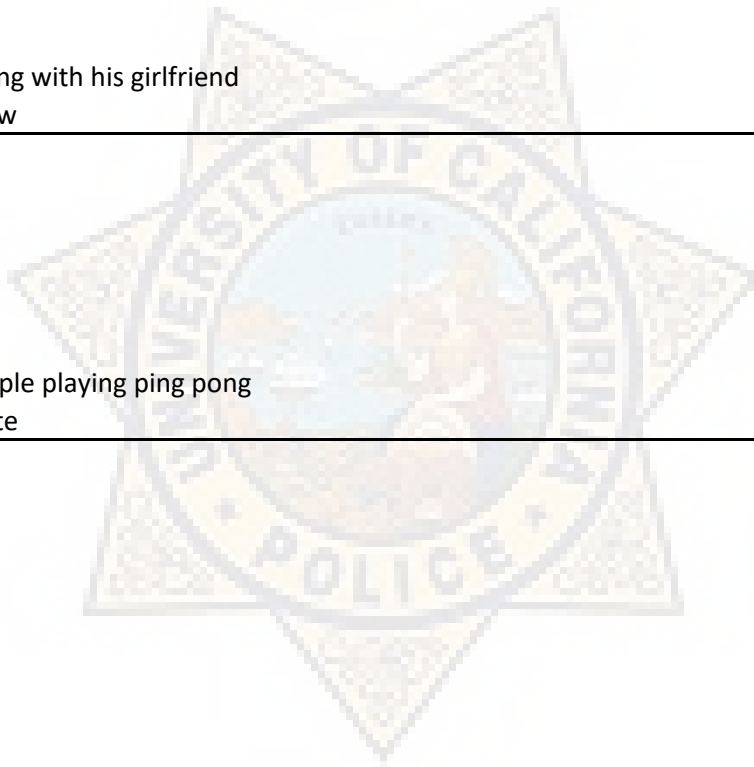 ng with his girlfriend
w
UNIVERSITY OF CALIFORNIA
ple playing ping pong
te
POLICE